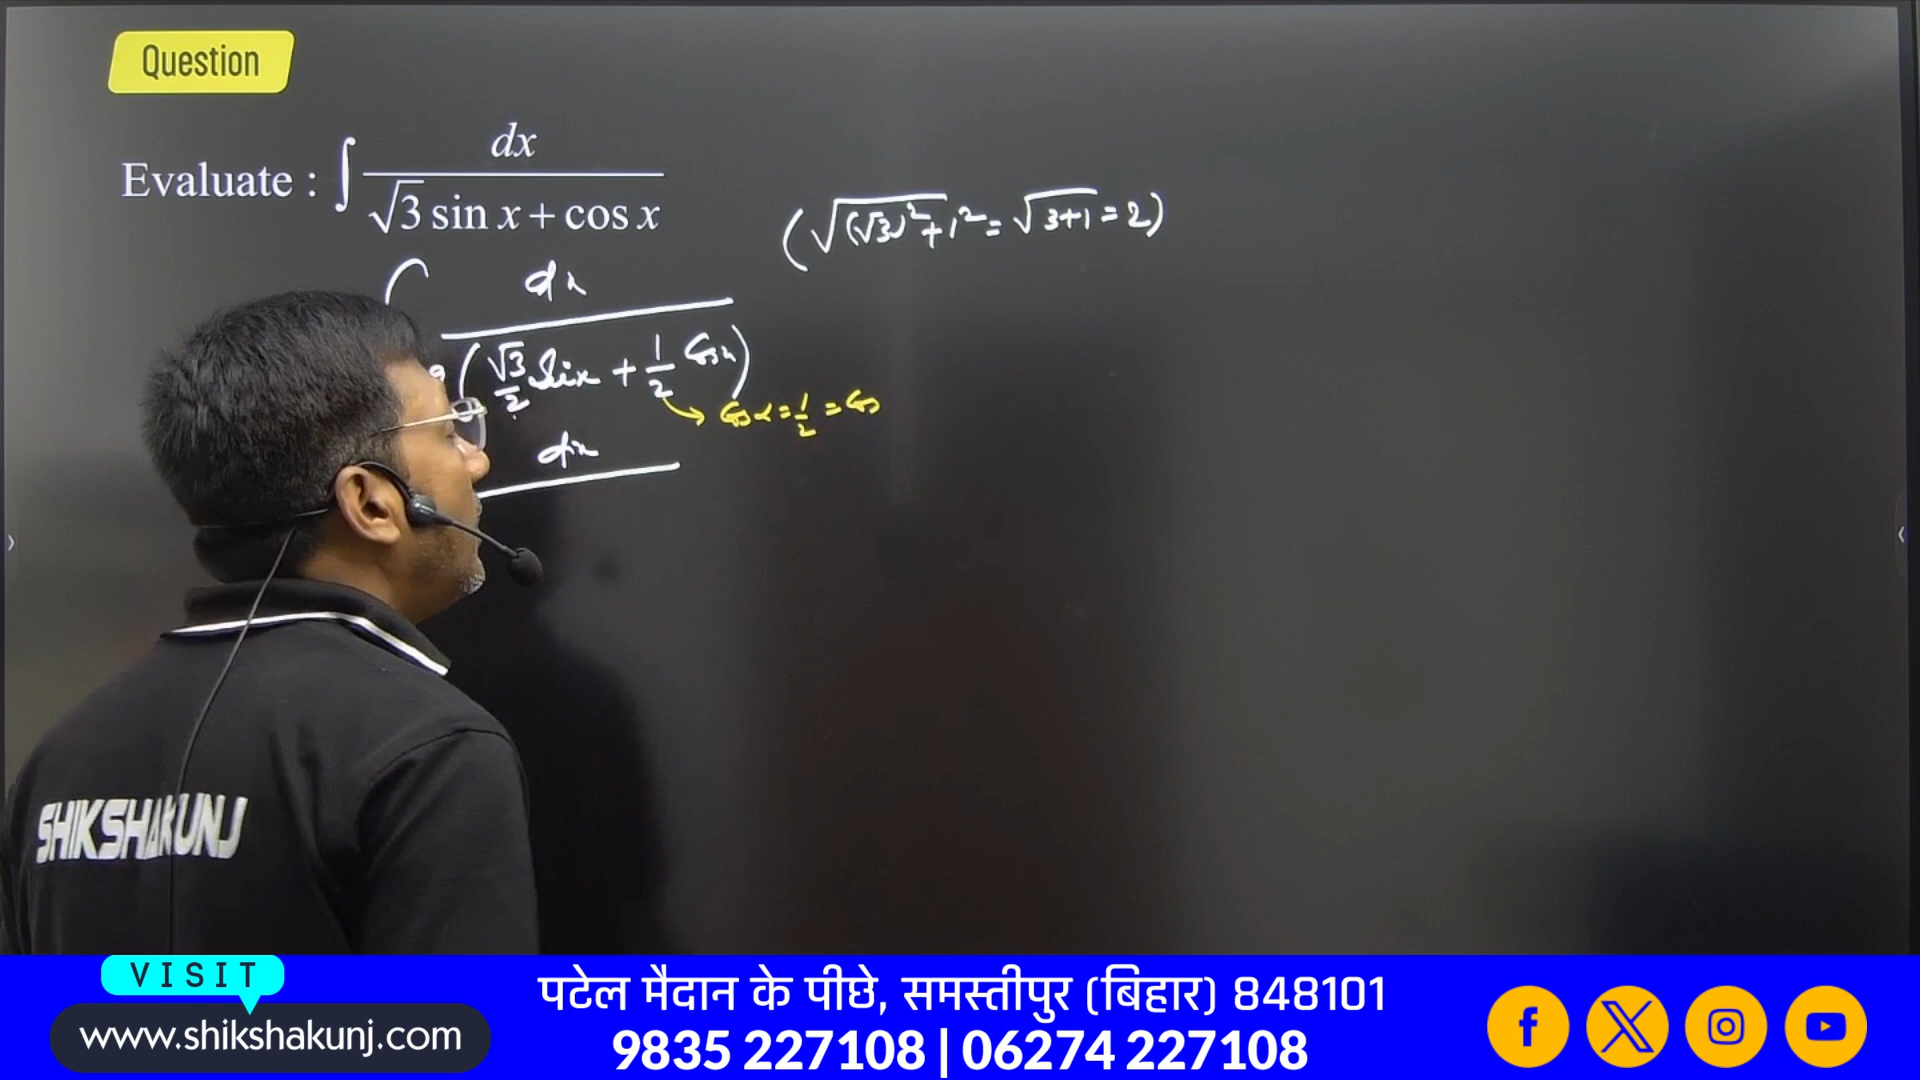 Question
Evaluate : ∫ dx / (√3 sin x + cos x)
(√((√3)² + 1² = √3+1 = 2)
∫ dx
(√3/2 Sin x + 1/2 Cos x)
→ Cos α = 1/2 = Cos
dx
SHIKSHAKUNJ
VISIT
www.shikshakunj.com
पटेल मैदान के पीछे, समस्तीपुर (बिहार) 848101
9835 227108 | 06274 227108